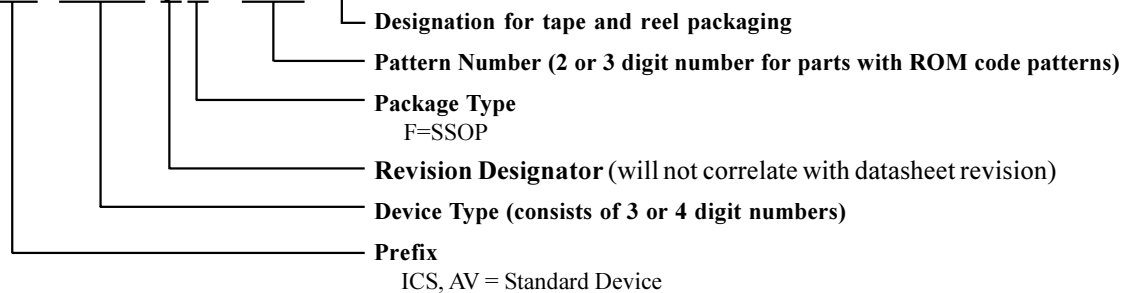 Designation for tape and reel packaging
Pattern Number (2 or 3 digit number for parts with ROM code patterns)
Package Type
F=SSOP
Revision Designator (will not correlate with datasheet revision)
Device Type (consists of 3 or 4 digit numbers)
Prefix
ICS, AV = Standard Device